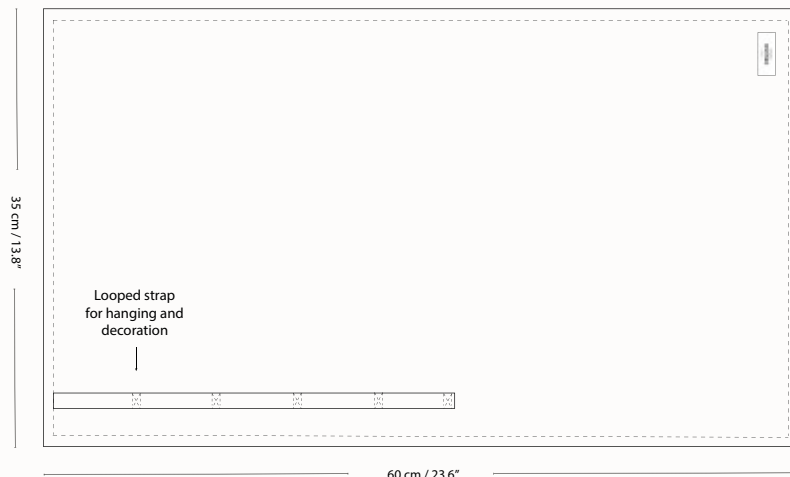 35 cm / 13.8"
Looped strap
for hanging and
decoration
60 cm / 23.6"